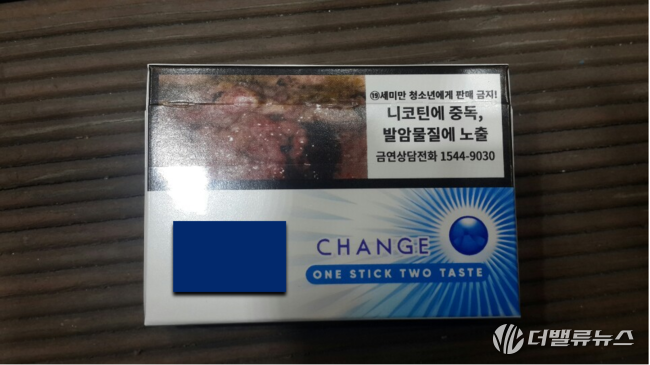 ⑲세미만 청소년에게 판매 금지!
니코틴에 중독,
발암물질에 노출
금연상담전화 1544-9030
CHANGE
ONE STICK TWO TASTE
더밸류뉴스